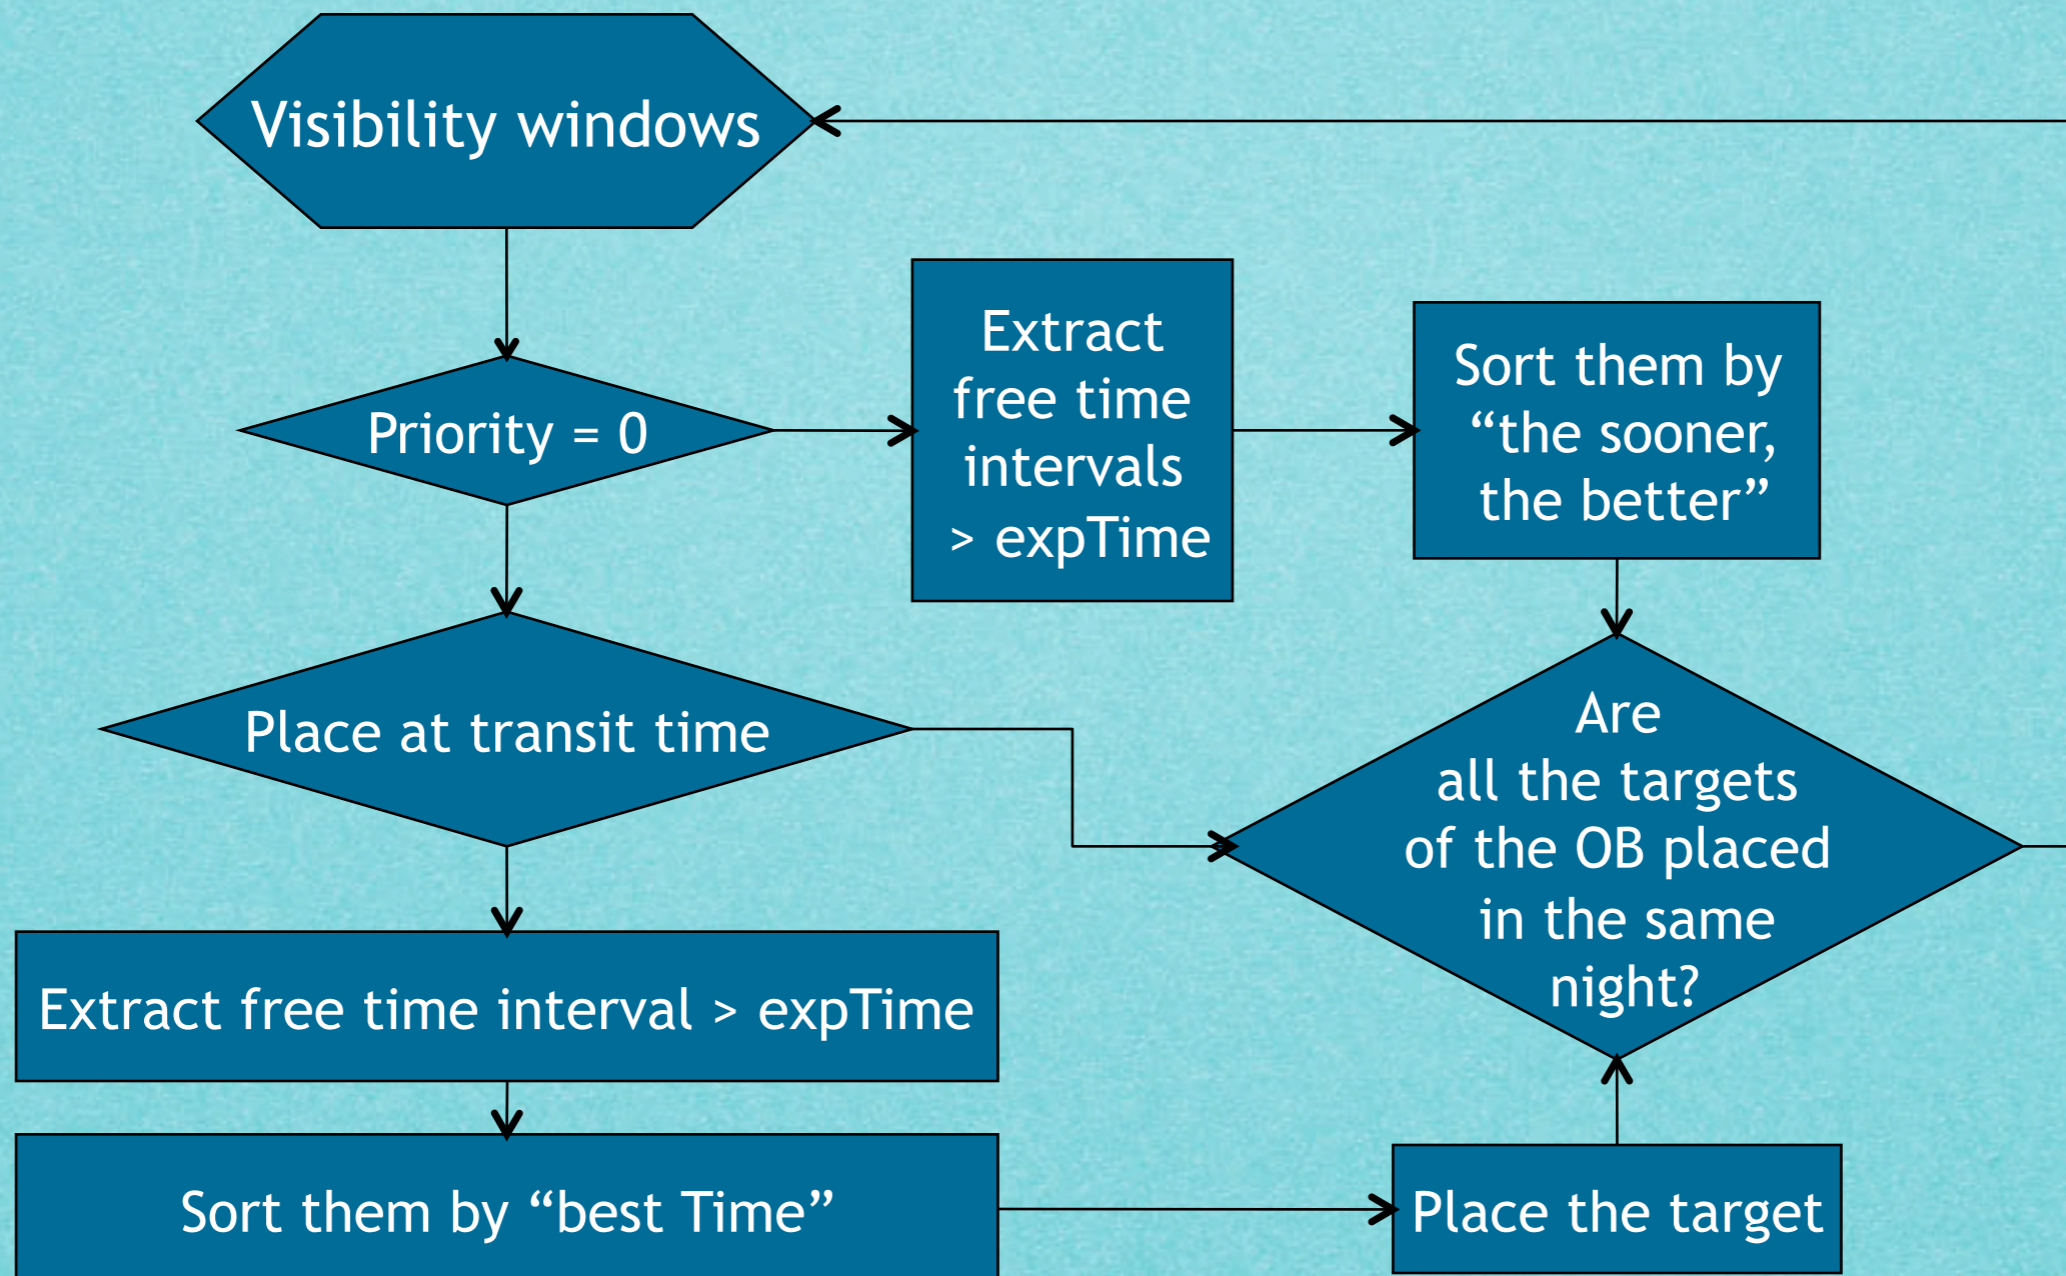 Visibility windows
Priority = 0
Extract
free time
intervals
> expTime
Sort them by
“the sooner,
the better”
Place at transit time
Are
all the targets
of the OB placed
in the same
night?
Extract free time interval > expTime
Sort them by “best Time”
Place the target